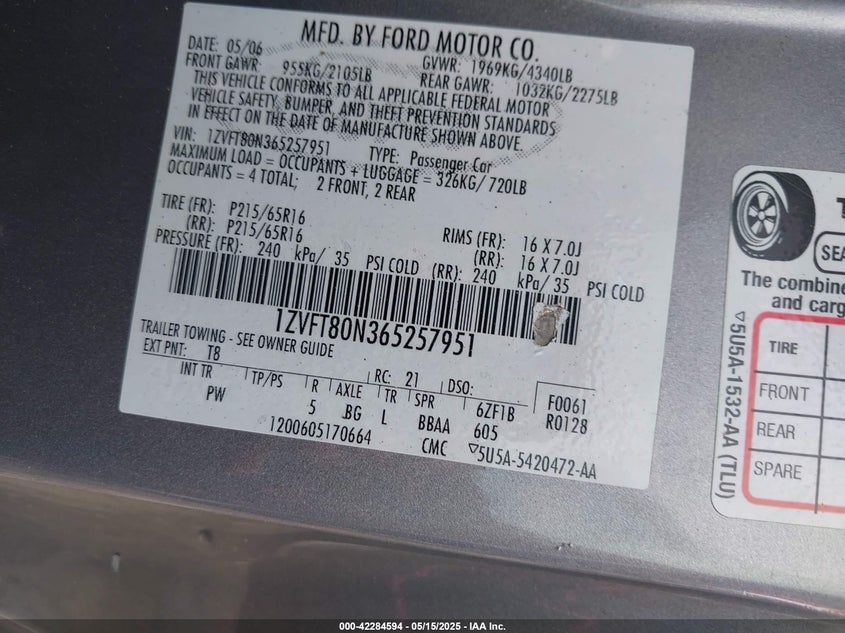 MFD. BY FORD MOTOR CO.
DATE: 05/06 GVWR: 1969KG/4340LB
FRONT GAWR: 955KG/2105LB REAR GAWR: 1032KG/2275LB
THIS VEHICLE CONFORMS TO ALL APPLICABLE FEDERAL MOTOR
VEHICLE SAFETY, BUMPER, AND THEFT PREVENTION STANDARDS
IN EFFECT ON THE DATE OF MANUFACTURE SHOWN ABOVE.
VIN: 1ZVFT80N365257951 TYPE: Passenger Car
MAXIMUM LOAD = OCCUPANTS + LUGGAGE = 326KG/720LB
OCCUPANTS = 4 TOTAL; 2 FRONT, 2 REAR
TIRE (FR): P215/65R16 RIMS (FR): 16 X 7.0J
(RR): P215/65R16 (RR): 16 X 7.0J
PRESSURE (FR): 240 kPa/ 35 PSI COLD (RR): 240 kPa/ 35 PSI COLD
1ZVFT80N365257951
TRAILER TOWING - SEE OWNER GUIDE
EXT PNT: T8 RC: 21 DSO: F0061
INT TR TP/PS R AXLE TR SPR 6ZF1B R0128
PW 5 BG L BBAA 605
1200605170664 CMC ▽5U5A-5420472-AA
SEA
The combine
and carg
TIRE
FRONT
REAR
SPARE
▽5U5A-1532-AA (TLU)
000-42284594 - 05/15/2025 - IAA Inc.